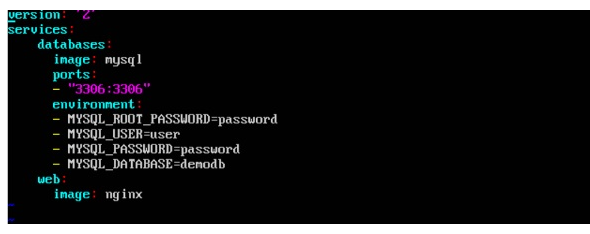 version: '2'
services:
    databases:
      image: mysql
      ports:
      - "3306:3306"
      environment:
      - MYSQL_ROOT_PASSWORD=password
      - MYSQL_USER=user
      - MYSQL_PASSWORD=password
      - MYSQL_DATABASE=demodb
    web:
      image: nginx
~
~